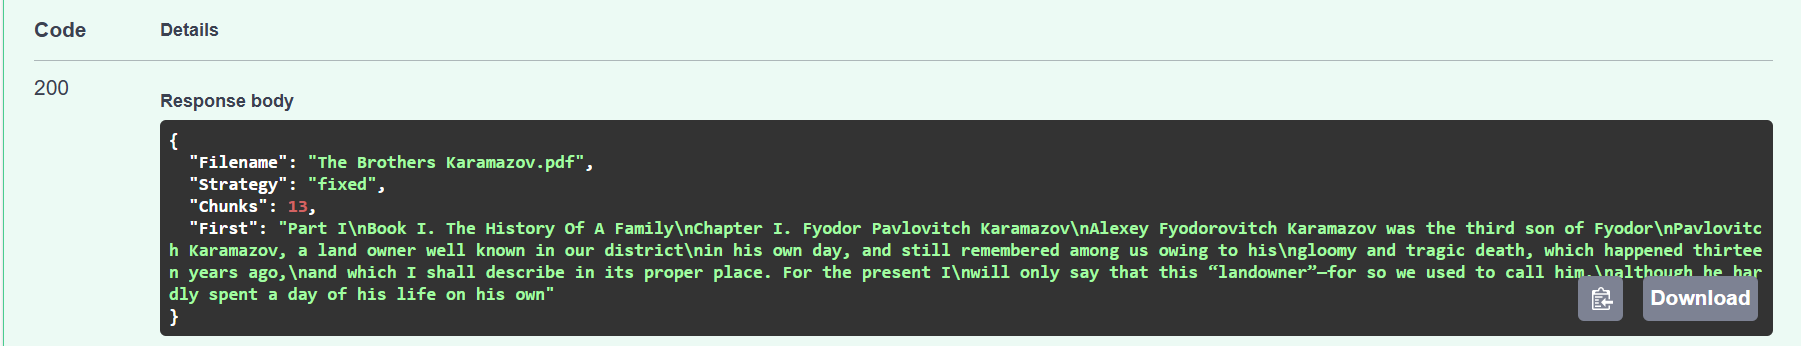 Code Details
200
Response body
{
"Filename": "The Brothers Karamazov.pdf",
"Strategy": "fixed",
"Chunks": 13,
"First": "Part I\nBook I. The History Of A Family\nChapter I. Fyodor Pavlovitch Karamazov\nAlexey Fyodorovitch Karamazov was the third son of Fyodor\nPavlovitc
h Karamazov, a land owner well known in our district\nin his own day, and still remembered among us owing to his\ngloomy and tragic death, which happened thirtee
n years ago,\nand which I shall describe in its proper place. For the present I\nwill only say that this “landowner”—for so we used to call him,\nalthough he har
dly spent a day of his life on his own"
}
Download